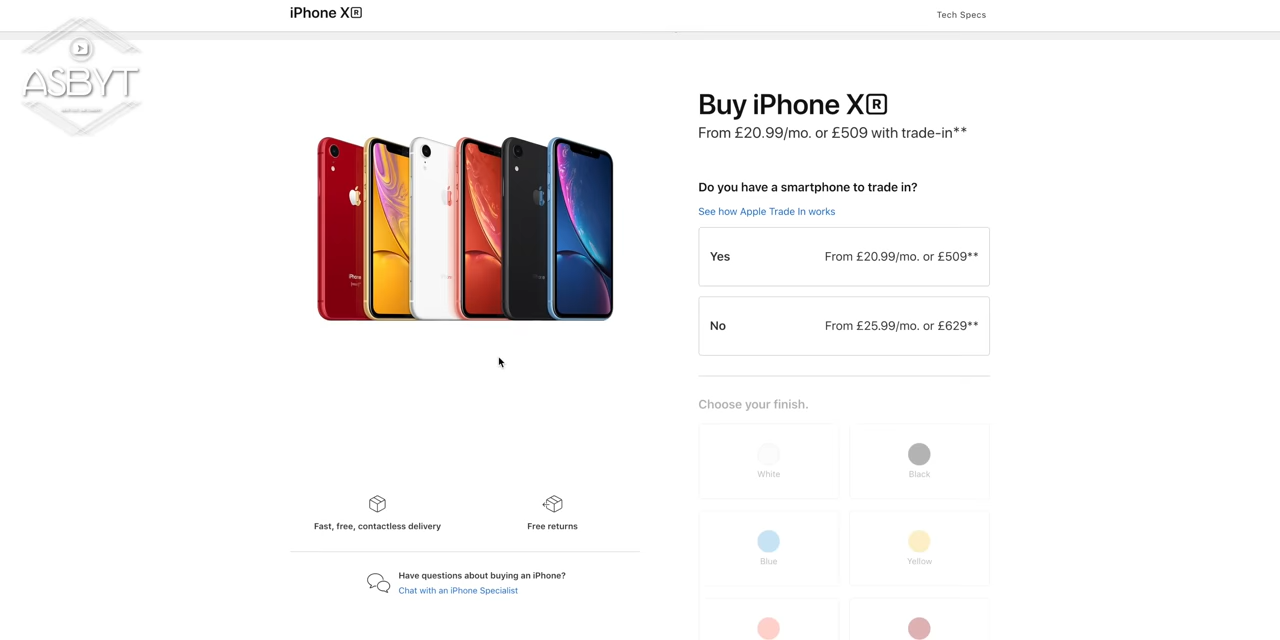 iPhone XR
Tech Specs
ASBYT
Buy iPhone XR
From £20.99/mo. or £509 with trade-in**
Do you have a smartphone to trade in?
See how Apple Trade In works
Yes From £20.99/mo. or £509**
No From £25.99/mo. or £629**
Choose your finish.
White Black
Blue Yellow
Fast, free, contactless delivery Free returns
Have questions about buying an iPhone?
Chat with an iPhone Specialist